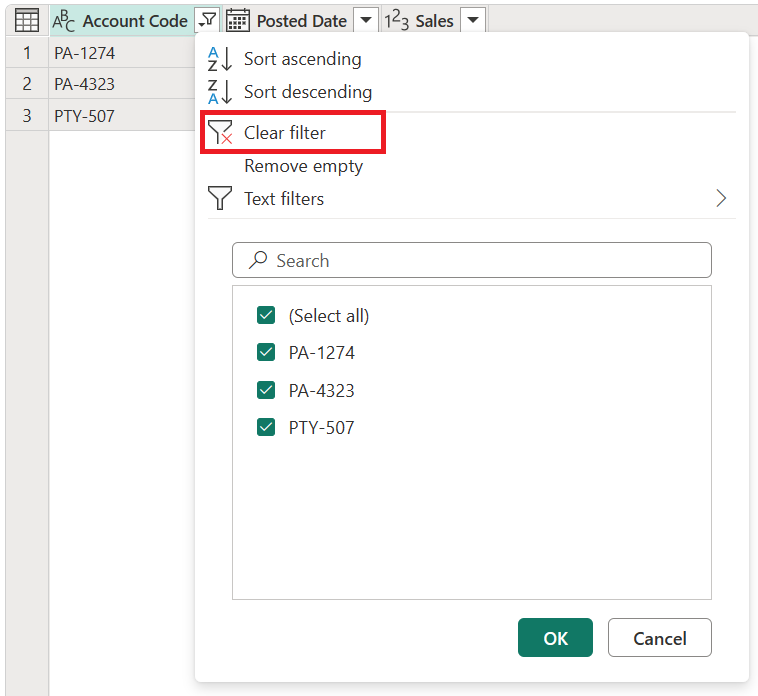 ABC Account Code Posted Date 123 Sales
1 PA-1274
2 PA-4323
3 PTY-507
AZ Sort ascending
ZA Sort descending
Clear filter
Remove empty
Text filters
Search
(Select all)
PA-1274
PA-4323
PTY-507
OK Cancel